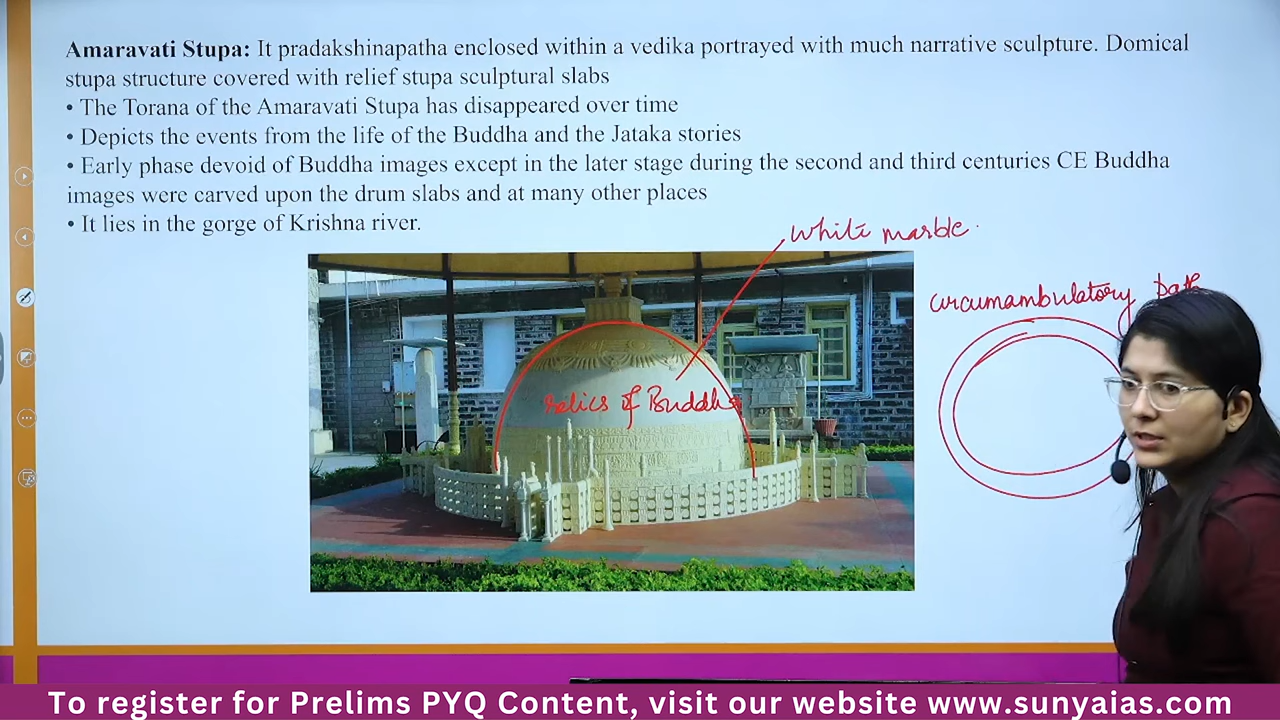 Amaravati Stupa: It pradakshinapatha enclosed within a vedika portrayed with much narrative sculpture. Domical
stupa structure covered with relief stupa sculptural slabs
• The Torana of the Amaravati Stupa has disappeared over time
• Depicts the events from the life of the Buddha and the Jataka stories
• Early phase devoid of Buddha images except in the later stage during the second and third centuries CE Buddha
images were carved upon the drum slabs and at many other places
• It lies in the gorge of Krishna river.
White marble
circumambulatory
relics of Buddha
To register for Prelims PYQ Content, visit our website www.sunyaias.com